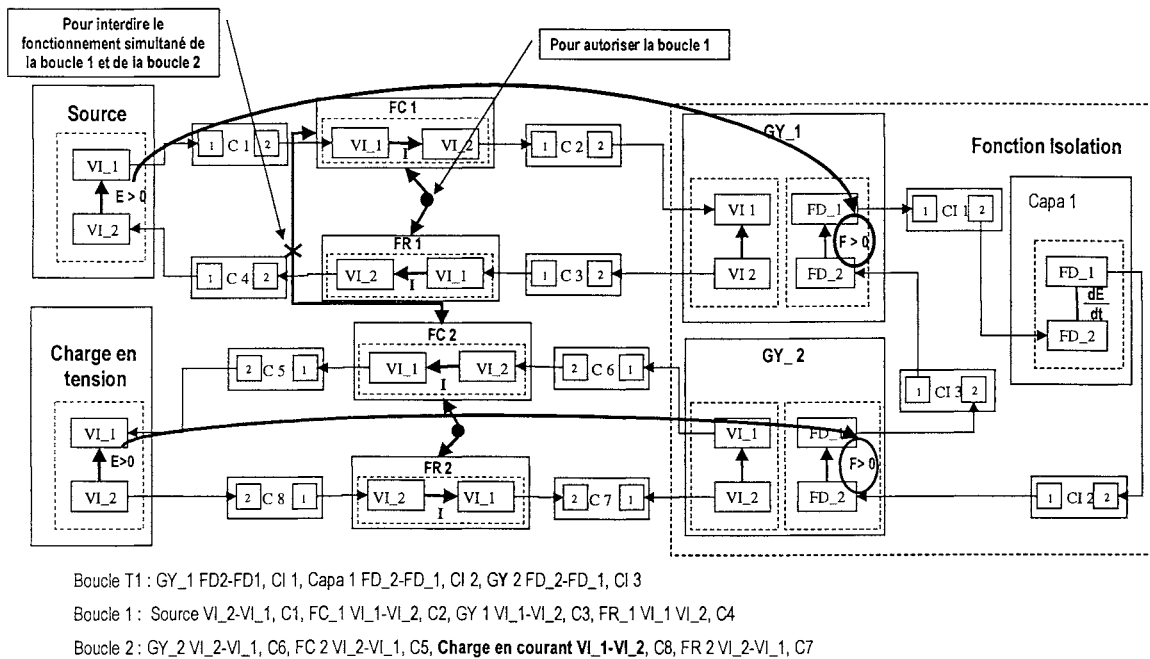 Pour interdire le
fonctionnement simultané de
la boucle 1 et de la boucle 2
Pour autoriser la boucle 1
Source
VI_1
E > 0
VI_2
1 C 1 2
FC 1
VI_1 VI_2
I
1 C 2 2
GY_1
VI 1
VI 2
FD_1
F > 0
FD_2
Fonction Isolation
1 CI 1 2
Capa 1
FD_1
dE
dt
FD_2
1 C 4 2
FR 1
VI_2 VI_1
I
1 C 3 2
Charge en
tension
VI_1
E>0
VI_2
2 C 5 1
FC 2
VI_1 VI_2
I
2 C 6 1
GY_2
VI_1
VI_2
FD_1
F> 0
FD_2
1 CI 3 2
2 C 8 1
FR 2
VI_2 VI_1
I
2 C 7 1
1 CI 2 2
Boucle T1 : GY_1 FD2-FD1, CI 1, Capa 1 FD_2-FD_1, CI 2, GY 2 FD_2-FD_1, CI 3
Boucle 1 : Source VI_2-VI_1, C1, FC_1 VI_1-VI_2, C2, GY 1 VI_1-VI_2, C3, FR_1 VI_1 VI_2, C4
Boucle 2 : GY_2 VI_2-VI_1, C6, FC 2 VI_2-VI_1, C5, Charge en courant VI_1-VI_2, C8, FR 2 VI_2-VI_1, C7